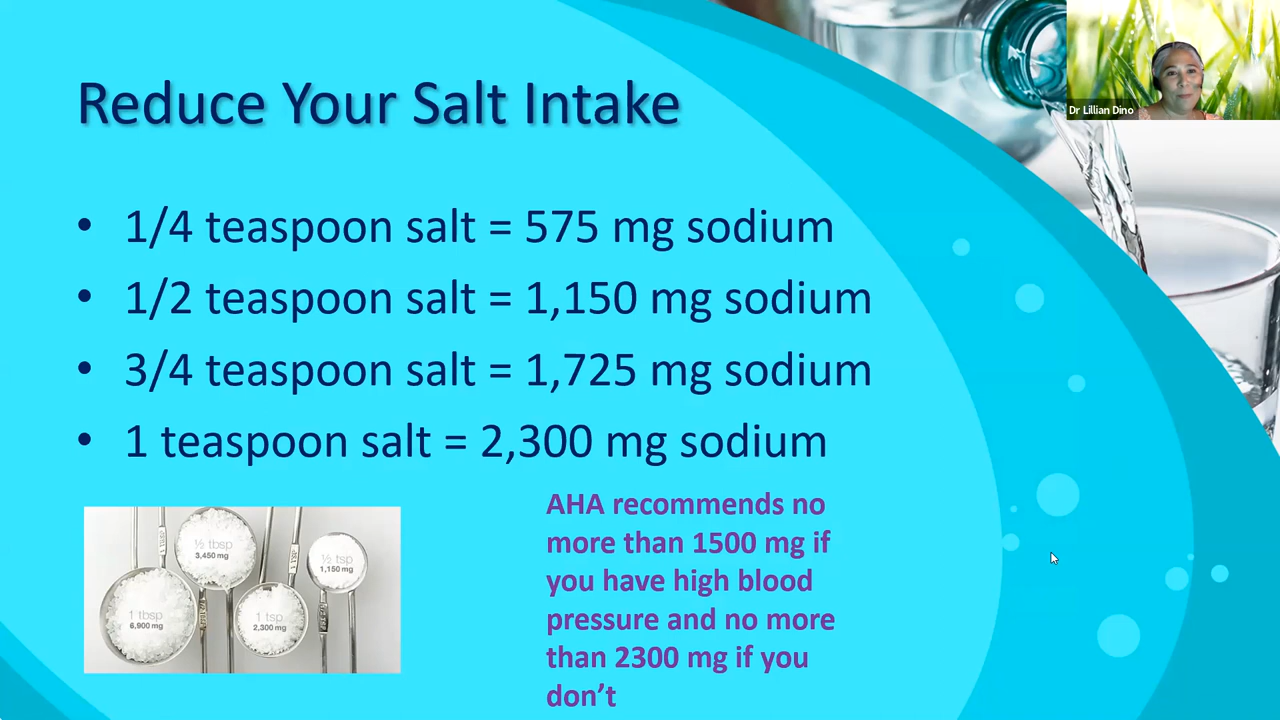 Reduce Your Salt Intake
Dr Lillian Dino
• 1/4 teaspoon salt = 575 mg sodium
• 1/2 teaspoon salt = 1,150 mg sodium
• 3/4 teaspoon salt = 1,725 mg sodium
• 1 teaspoon salt = 2,300 mg sodium
AHA recommends no
more than 1500 mg if
you have high blood
pressure and no more
than 2300 mg if you
don't
½ tbsp
3,450 mg
½ tsp
1,150 mg
1 tbsp
6,900 mg
1 tsp
2,300 mg